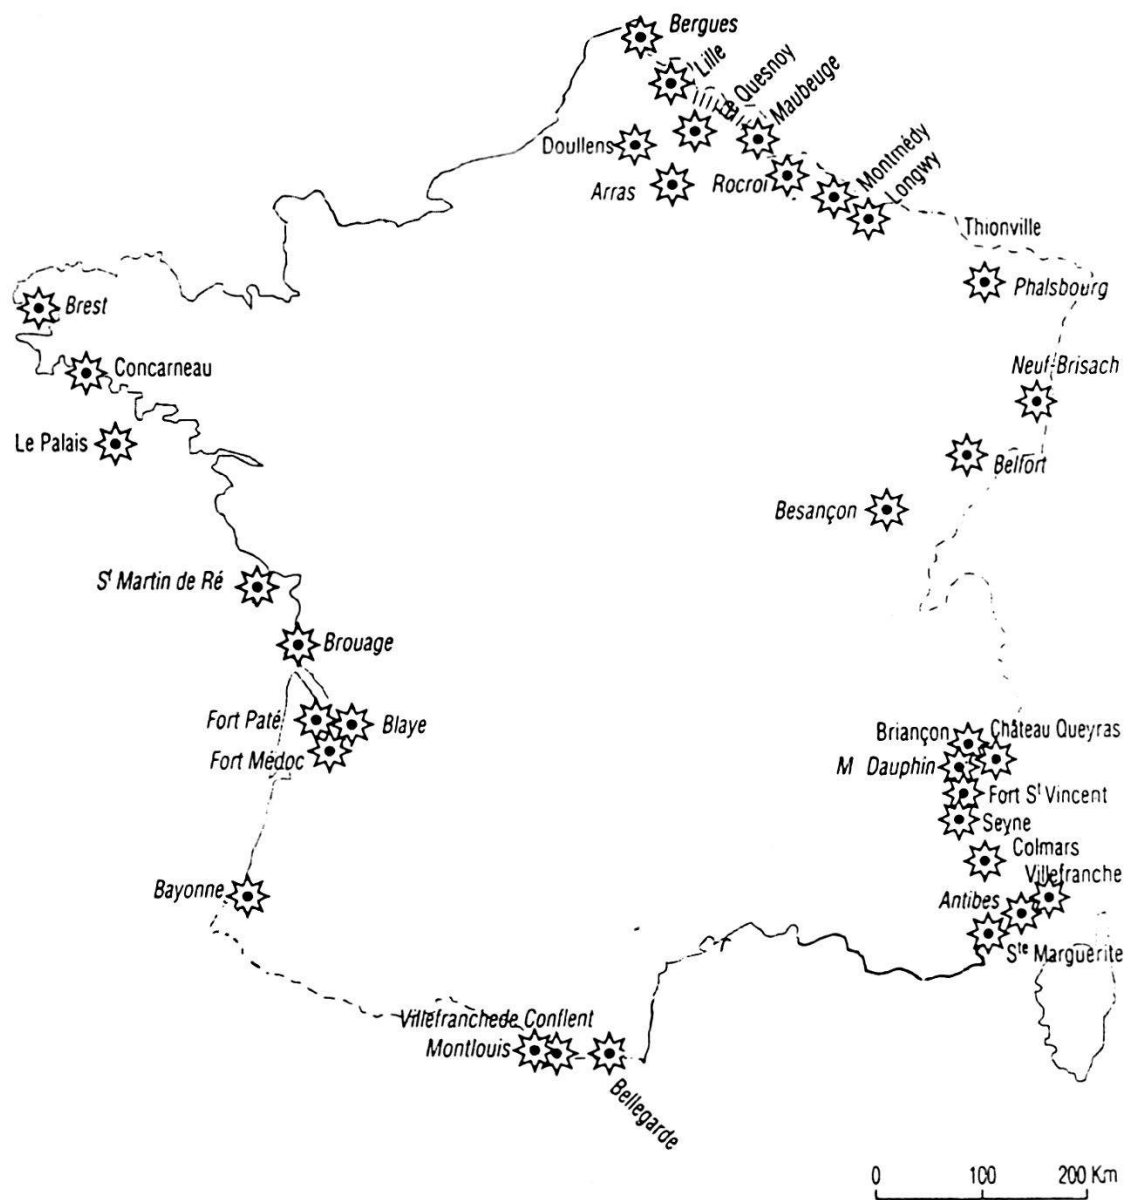 Bergues
Lille
Le Quesnoy
Maubeuge
Doullens
Arras
Rocroi
Montmédy
Longwy
Thionville
Phalsbourg
Brest
Concarneau
Neuf-Brisach
Le Palais
Belfort
Besançon
Sᵗ Martin de Ré
Brouage
Fort Paté
Blaye
Fort Médoc
Briançon
Château Queyras
M Dauphin
Fort Sᵗ Vincent
Seyne
Colmars
Villefranche
Antibes
Sᵗᵉ Marguerite
Bayonne
Villefranchede Conflent
Montlouis
Bellegarde
0 100 200 Km